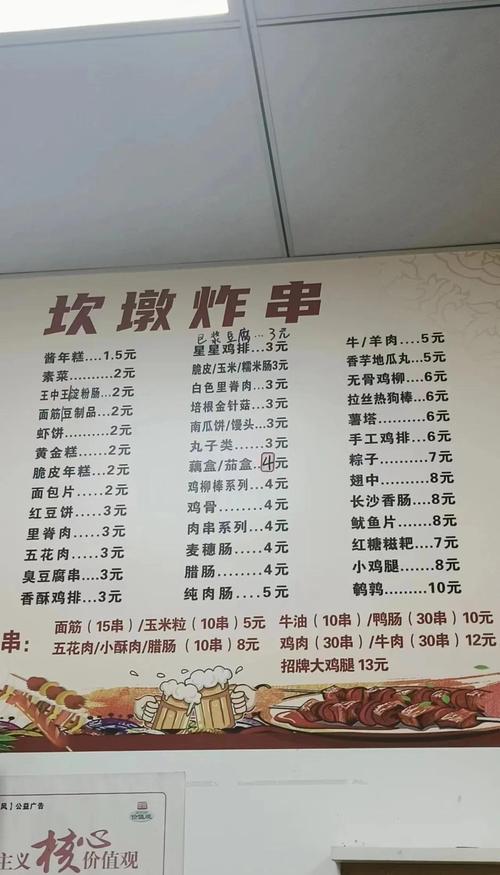 坎墩炸串
酱年糕....1.5元
素菜.........2元
王中王/淀粉肠...2元
面筋/豆制品...2元
虾饼.........2元
黄金糕......2元
脆皮年糕...2元
面包片......2元
红豆饼......3元
里脊肉......3元
五花肉......3元
臭豆腐串...3元
香酥鸡排...3元
包浆豆腐...3元
星星鸡排...3元
脆皮/玉米/糯米肠3元
白色里脊肉...3元
培根金针菇...3元
南瓜饼/馒头...3元
丸子类......3元
藕盒/茄盒..4元
鸡柳棒系列...4元
鸡骨.........4元
肉串系列...4元
麦穗肠......4元
腊肠.........4元
纯肉肠......5元
牛/羊肉....5元
香芋地瓜丸..5元
无骨鸡柳...6元
拉丝热狗棒..6元
薯塔.........6元
手工鸡排...6元
粽子.........7元
翅中.........8元
长沙香肠...8元
鱿鱼片......8元
红糖糍粑....7元
小鸡腿......8元
鹌鹑.........10元
串：
面筋（15串）/玉米粒（10串）5元 牛油（10串）/鸭肠（30串）10元
五花肉/小酥肉/腊肠 （10串）8元 鸡肉（30串）/牛肉（30串）12元
招牌大鸡腿 13元
风】公益广告
价值观
主义核心价值观